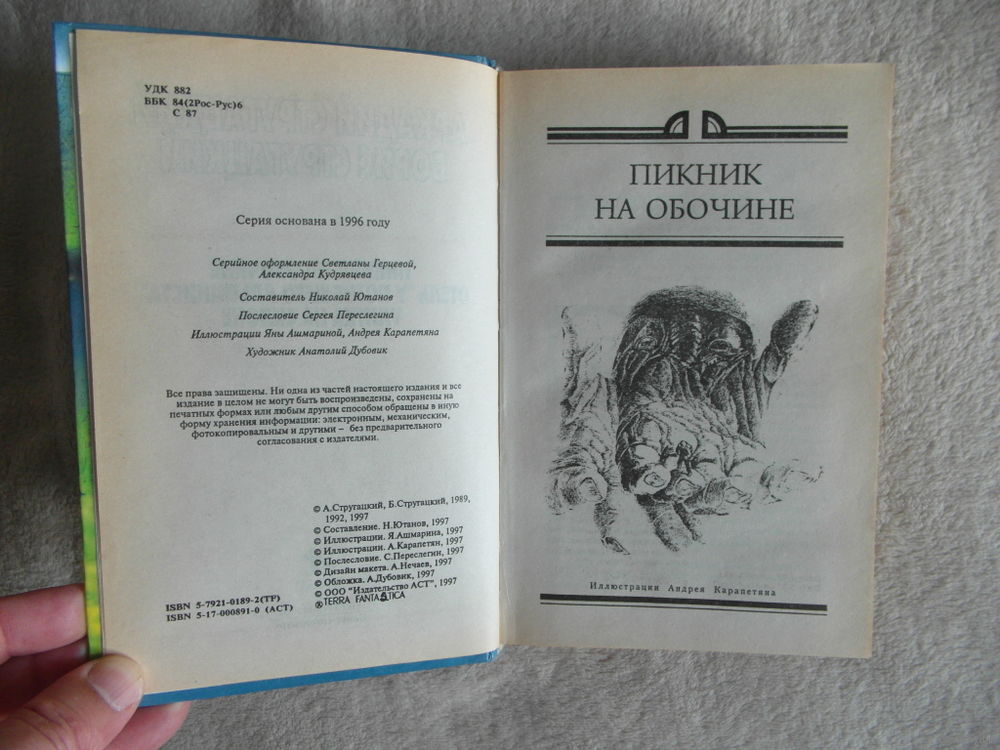 УДК 882
ББК 84(2Рос-Рус)6
С 87
Серия основана в 1996 году
Серийное оформление Светланы Герцевой,
Александра Кудрявцева
Составитель Николай Ютанов
Послесловие Сергея Переслегина
Иллюстрации Яны Ашмариной, Андрея Карапетяна
Художник Анатолий Дубовик
Все права защищены. Ни одна из частей настоящего издания и все
издание в целом не могут быть воспроизведены, сохранены на
печатных формах или любым другим способом обращены в иную
форму хранения информации: электронным, механическим,
фотокопировальным и другими – без предварительного
согласования с издателями.
© А.Стругацкий, Б.Стругацкий, 1989,
1992, 1997
© Составление. Н.Ютанов, 1997
© Иллюстрации. Я.Ашмарина, 1997
© Иллюстрации. А.Карапетян, 1997
© Послесловие. С.Переслегин, 1997
© Дизайн макета. А.Нечаев, 1997
© Обложка. А.Дубовик, 1997
© ООО "Издательство АСТ", 1997
® TERRA FANTASTICA
ISBN 5-7921-0189-2(TF)
ISBN 5-17-000891-0 (АСТ)
ПИКНИК
НА ОБОЧИНЕ
Иллюстрации Андрея Карапетяна